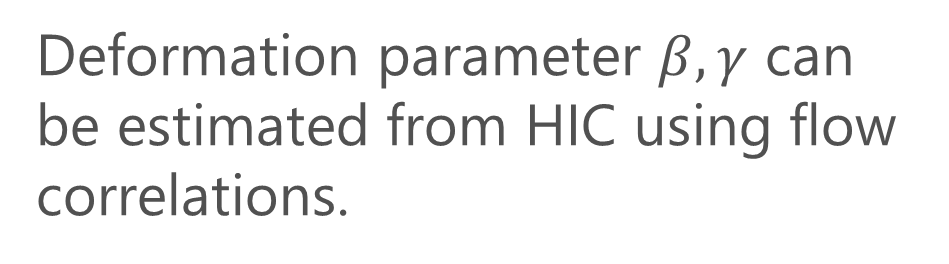 Deformation parameter β, γ can
be estimated from HIC using flow
correlations.